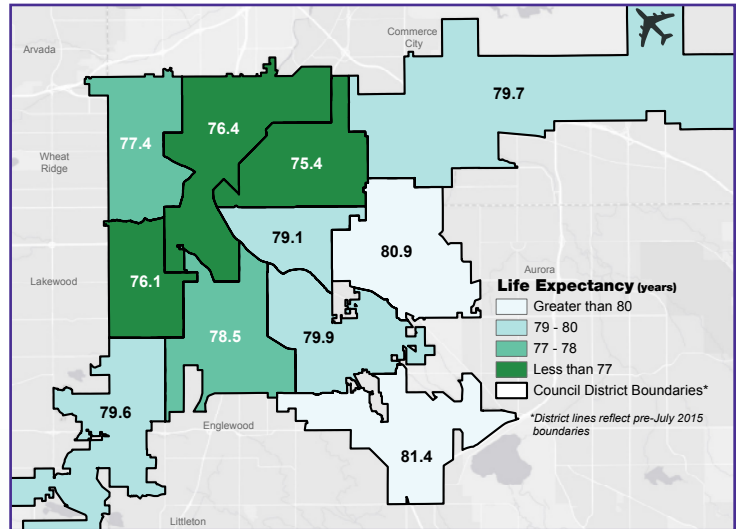 Arvada
Commerce
City
79.7
77.4
76.4
Wheat
Ridge
75.4
79.1
80.9
Aurora
Lakewood
76.1
Life Expectancy (years)
Greater than 80
79 - 80
77 - 78
Less than 77
Council District Boundaries*
*District lines reflect pre-July 2015
boundaries
78.5
79.9
79.6
Englewood
81.4
Littleton